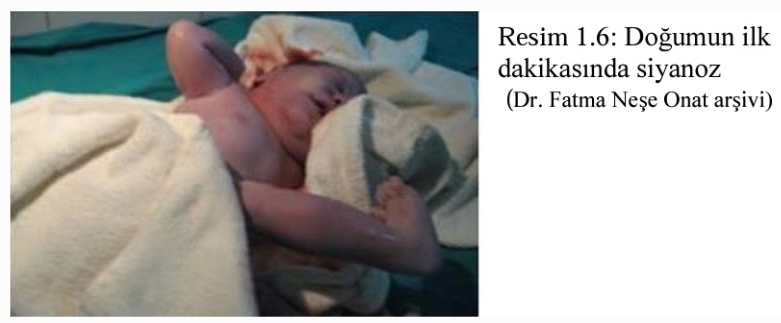 Resim 1.6: Doğumun ilk
dakikasında siyanoz
(Dr. Fatma Neşe Onat arşivi)